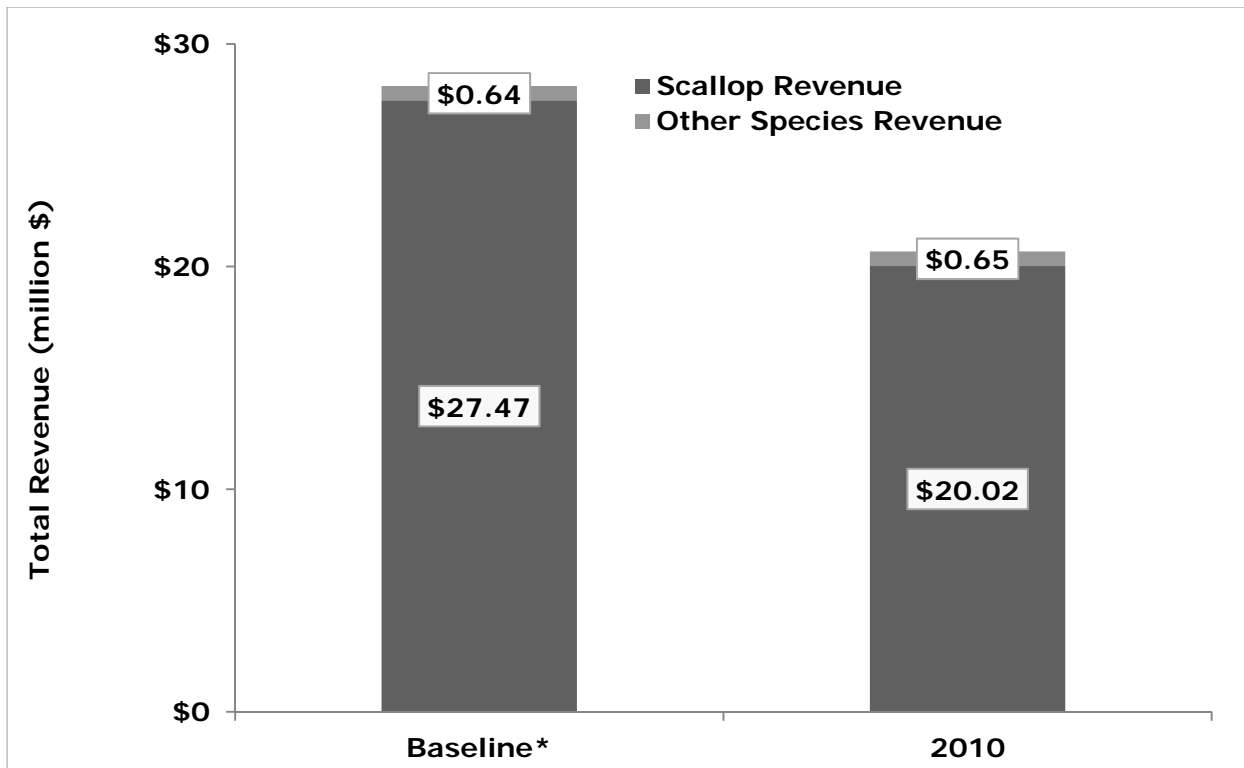 Total Revenue (million $)
$30
$20
$10
$0
$0.64
$27.47
$0.65
$20.02
Scallop Revenue
Other Species Revenue
Baseline*
2010